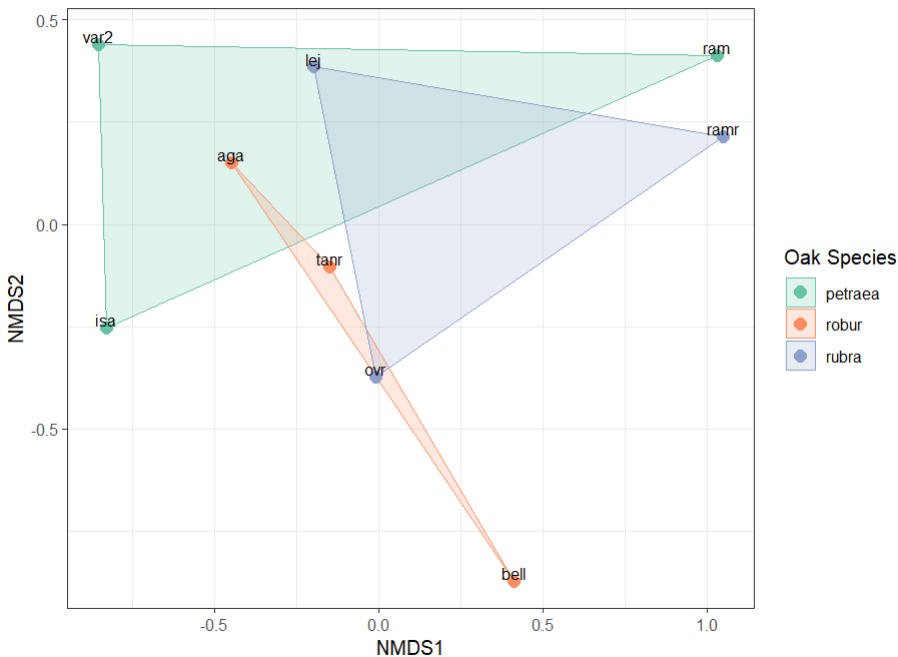 0.5
0.0
-0.5
NMDS2
var2
ram
lej
ramr
aga
tanr
isa
ovr
bell
-0.5
0.0
0.5
1.0
NMDS1
Oak Species
petraea
robur
rubra